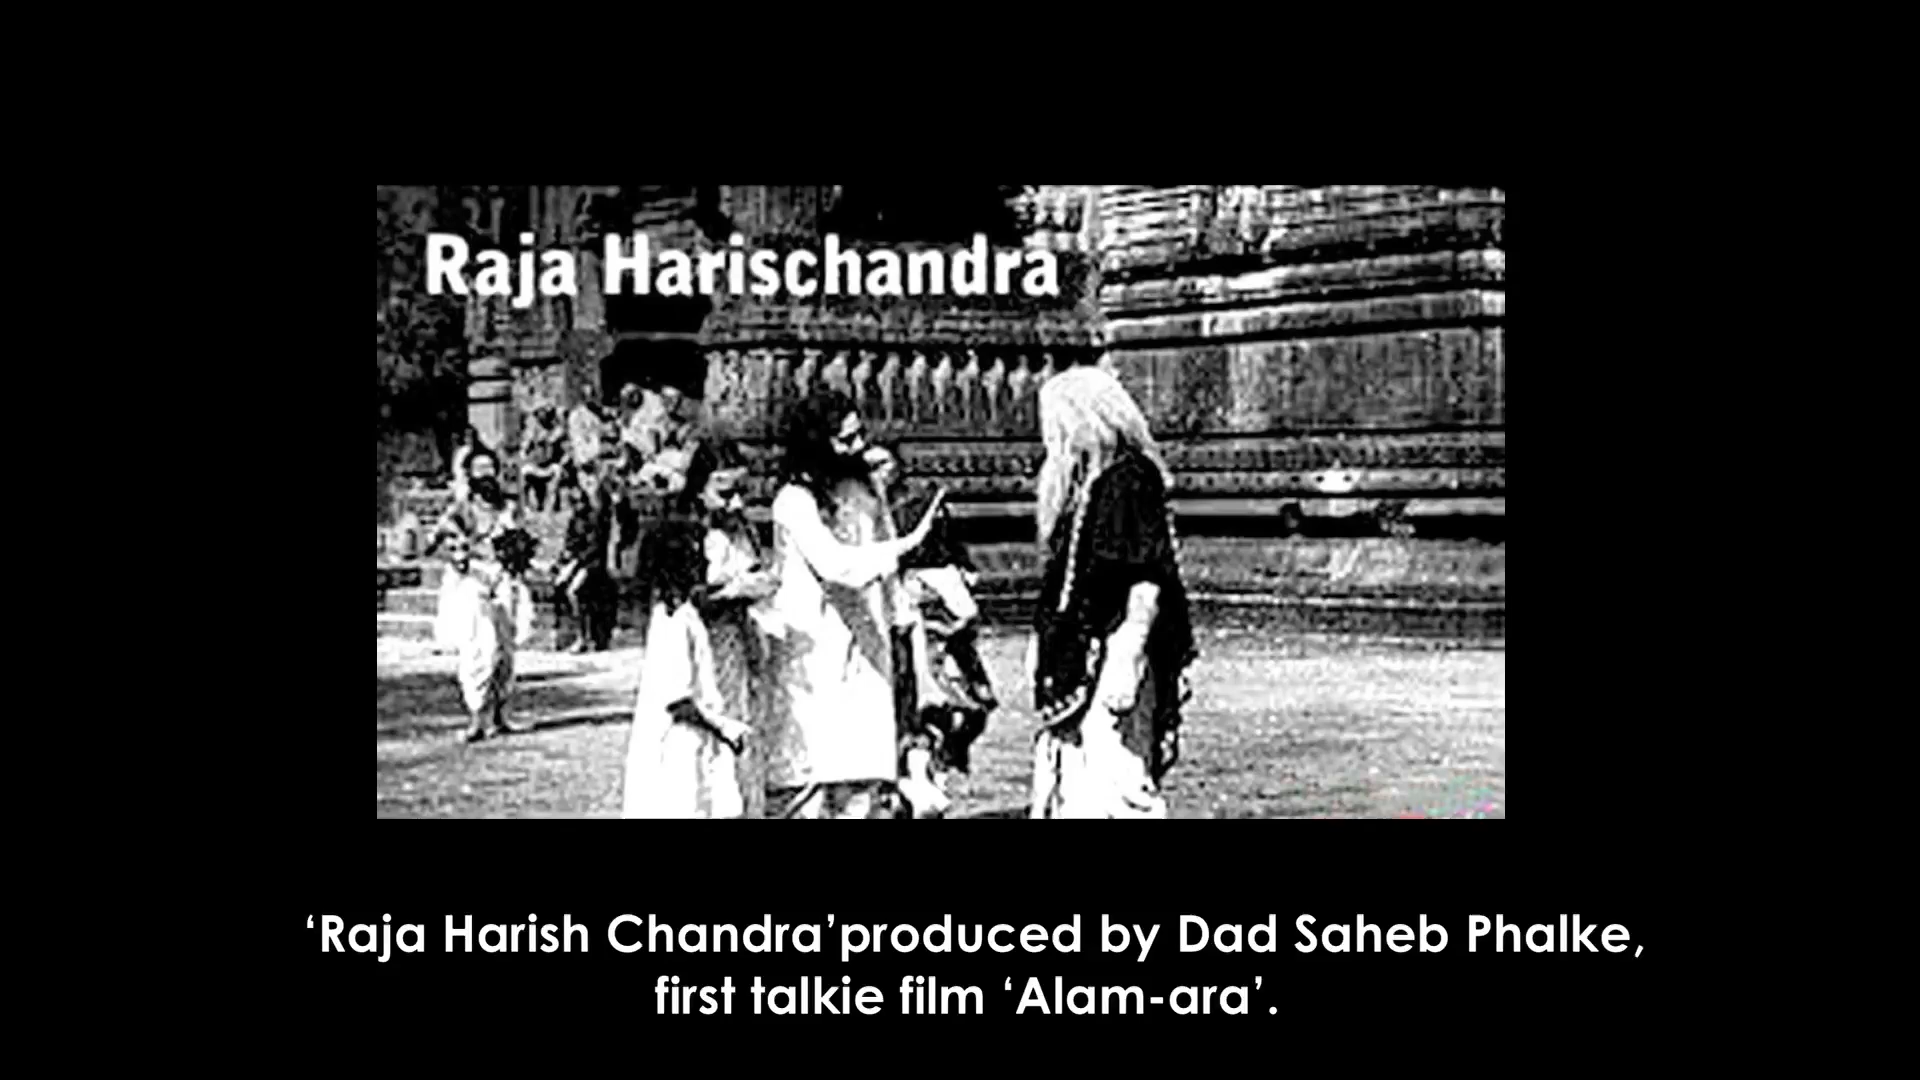 Raja Harischandra
‘Raja Harish Chandra’produced by Dad Saheb Phalke,
first talkie film ‘Alam-ara’.